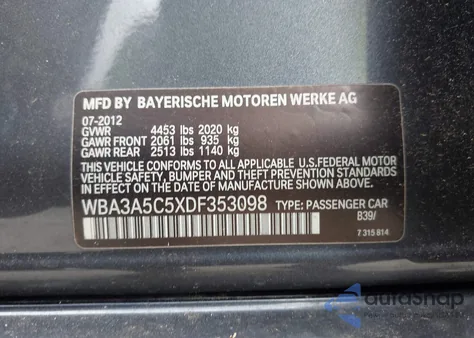 MFD BY BAYERISCHE MOTOREN WERKE AG
07-2012
GVWR 4453 lbs 2020 kg
GAWR FRONT 2061 lbs 935 kg
GAWR REAR 2513 lbs 1140 kg
THIS VEHICLE CONFORMS TO ALL APPLICABLE U.S.FEDERAL MOTOR
VEHICLE SAFETY, BUMPER, AND THEFT PREVENTION
STANDARDS IN EFFECT ON THE DATE OF MANUFACTURE SHOWN ABOVE.
WBA3A5C5XDF353098 TYPE: PASSENGER CAR
B39/
7 315 814
autoSnap